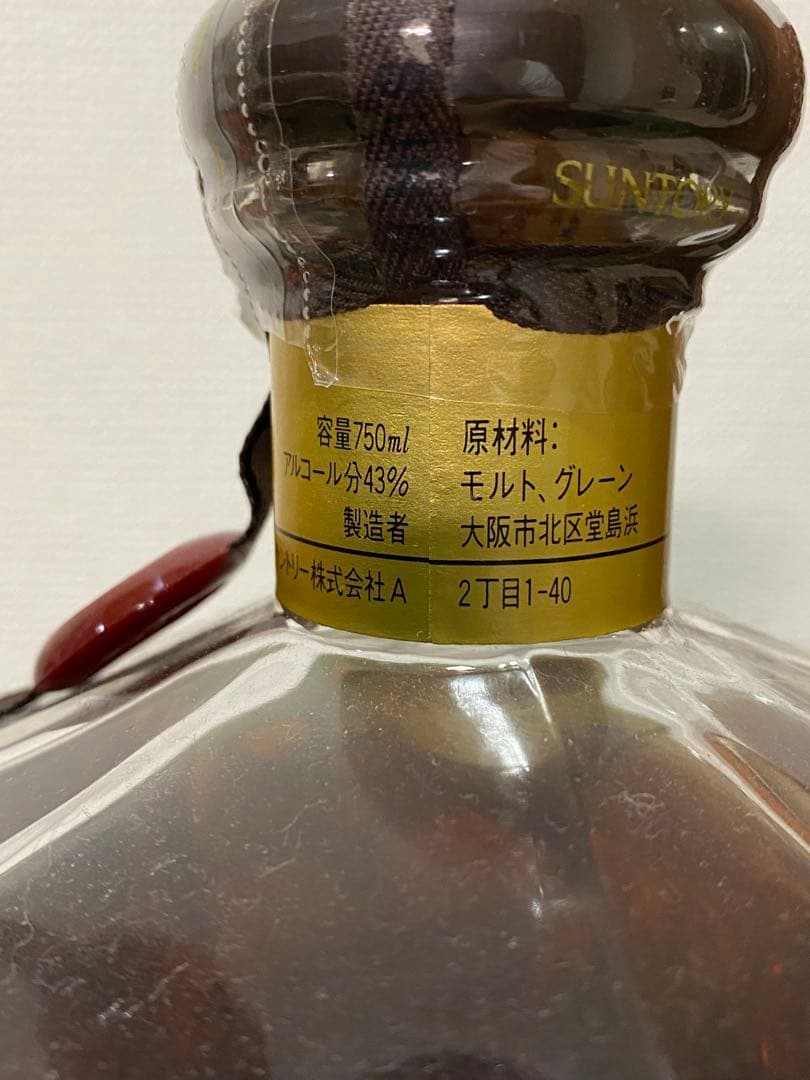 SUNTORY
容量750ml
アルコール分43%
製造者
ントリー株式会社A
原材料:
モルト、グレーン
大阪市北区堂島浜
2丁目1-40